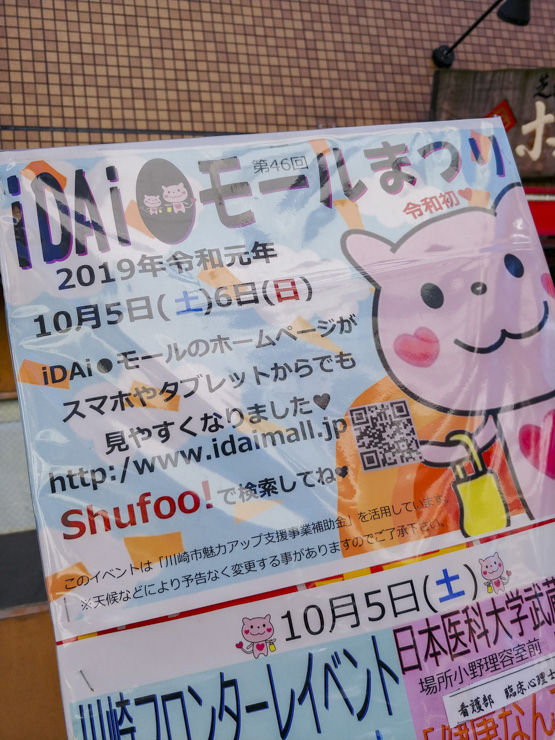 第46回
iDAi●モールまつり
令和初♥
2019年令和元年
10月5日(土)6日(日)
iDAi●モールのホームページが
スマホやタブレットからでも
見やすくなりました♥
http:/www.idaimall.jp
Shufoo!で検索してね♥
このイベントは「川崎市魅力アップ支援事業補助金」を活用しています。
※天候などにより予告なく変更する事がありますのでご了承下さい。
10月5日(土)
川崎フロンターレイベント
日本医科大学武蔵
場所小野理容室前
看護部 臨床心理士
「健康なん